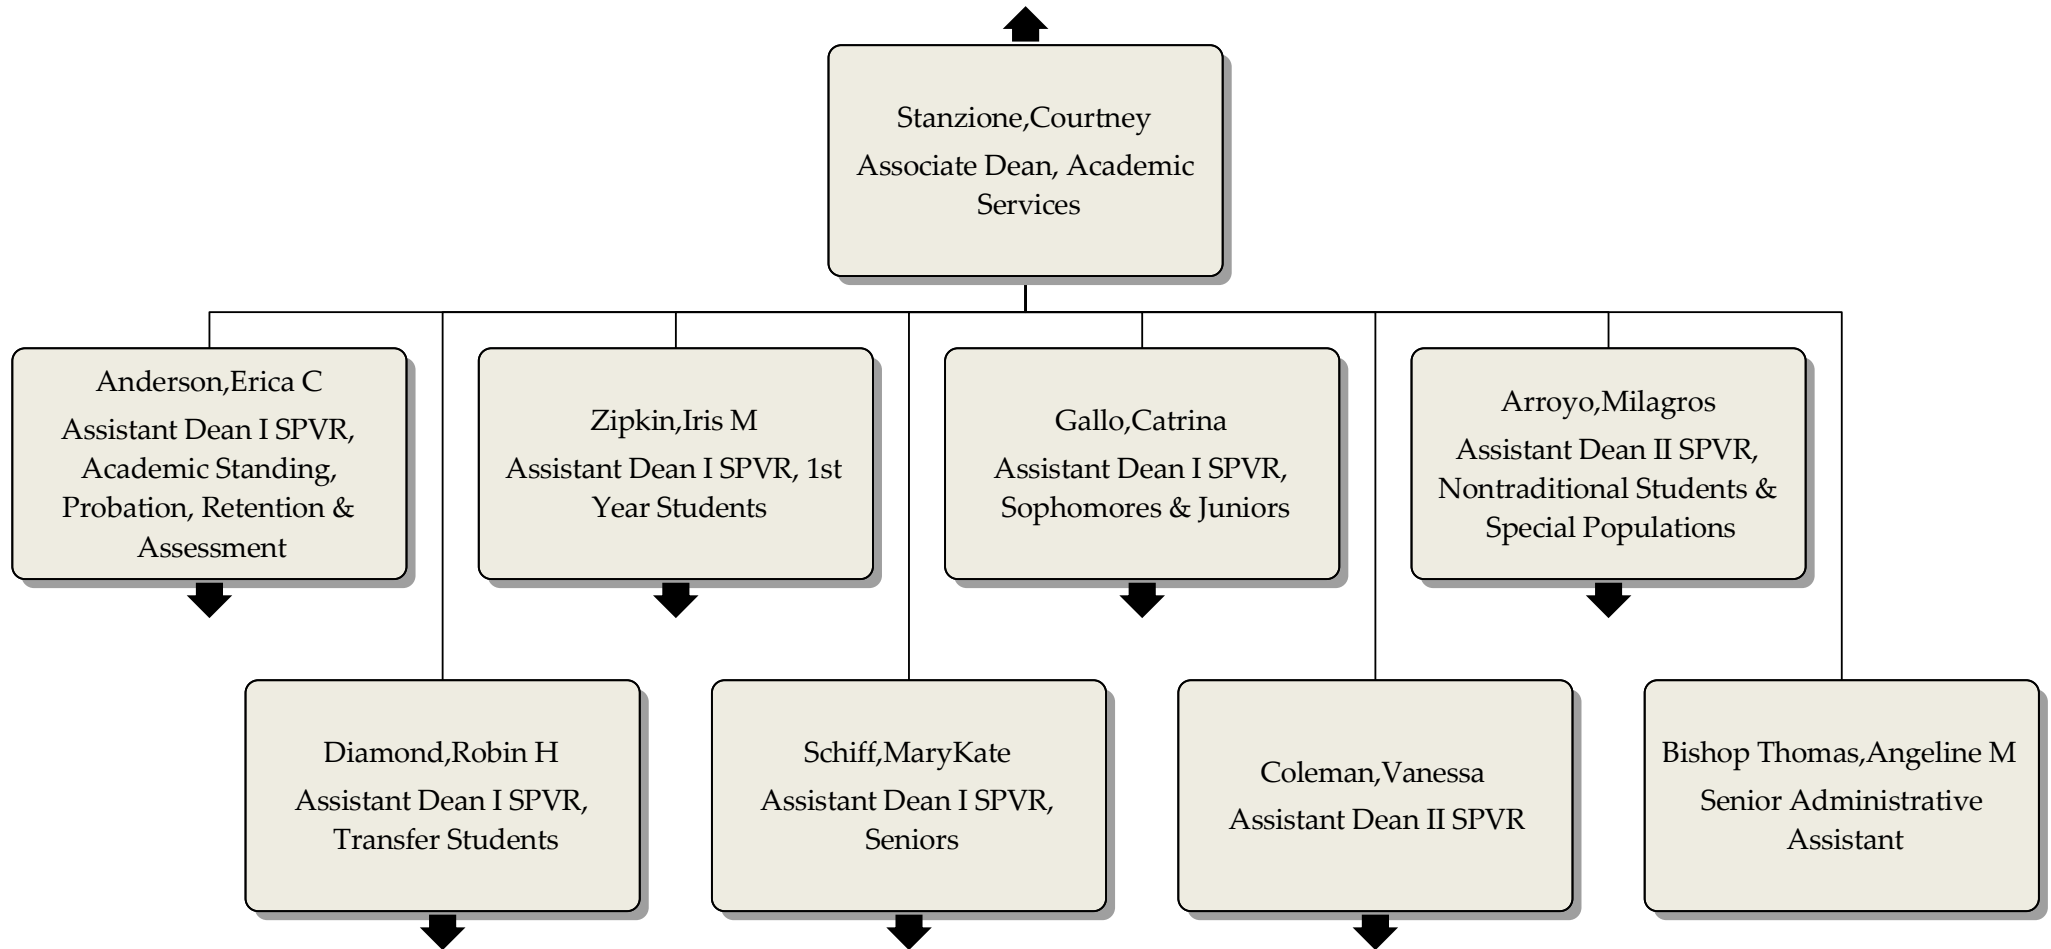 Stanzione,Courtney
Associate Dean, Academic
Services
Anderson,Erica C
Assistant Dean I SPVR,
Academic Standing,
Probation, Retention &
Assessment
Zipkin,Iris M
Assistant Dean I SPVR, 1st
Year Students
Gallo,Catrina
Assistant Dean I SPVR,
Sophomores & Juniors
Arroyo,Milagros
Assistant Dean II SPVR,
Nontraditional Students &
Special Populations
Diamond,Robin H
Assistant Dean I SPVR,
Transfer Students
Schiff,MaryKate
Assistant Dean I SPVR,
Seniors
Coleman,Vanessa
Assistant Dean II SPVR
Bishop Thomas,Angeline M
Senior Administrative
Assistant